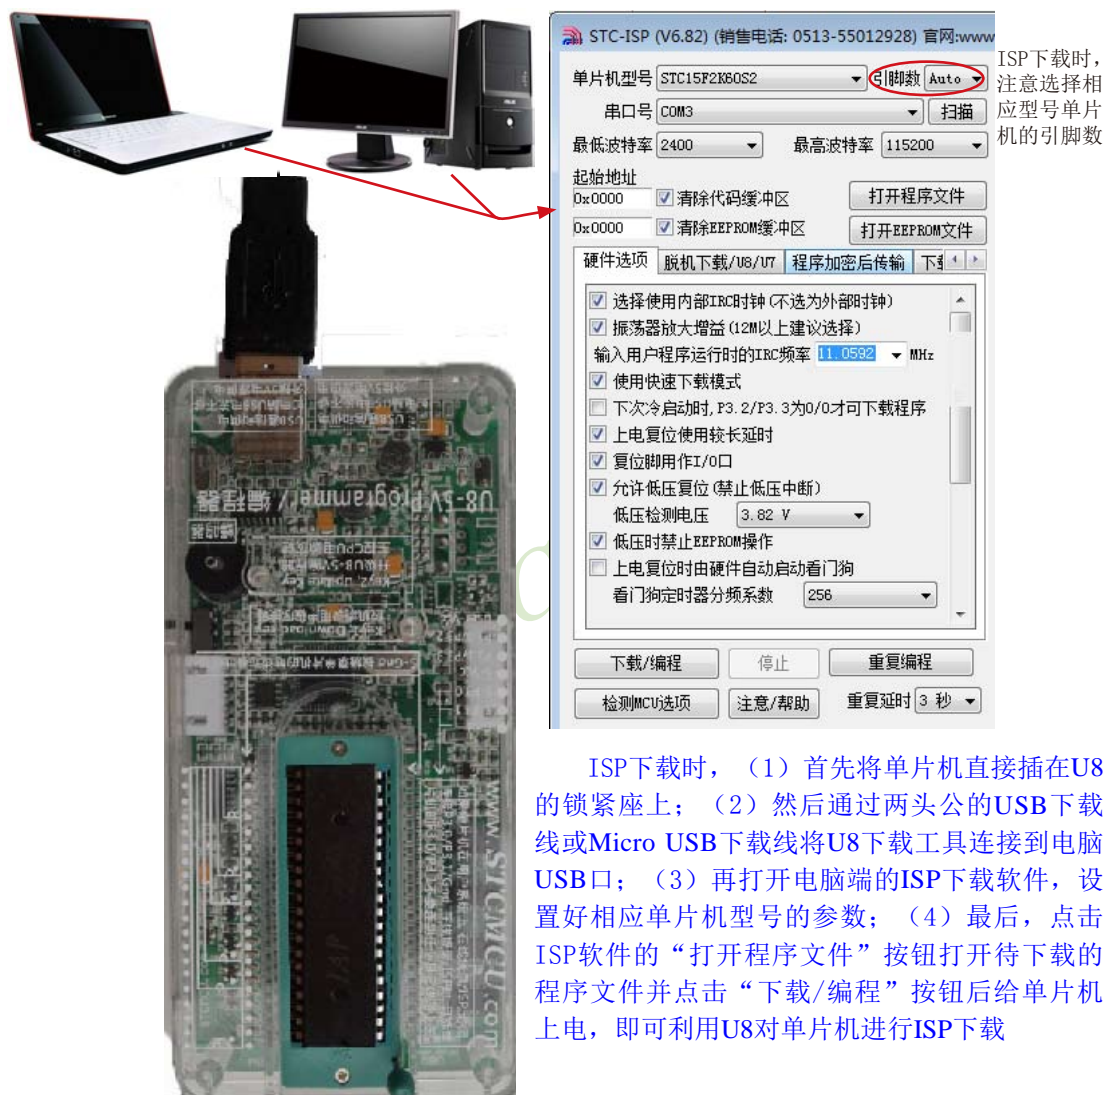 STC-ISP (V6.82) (销售电话: 0513-55012928) 官网:www
单片机型号 STC15F2K60S2 引脚数 Auto
ISP下载时，
注意选择相
应型号单片
机的引脚数
串口号 COM3 扫描
最低波特率 2400 最高波特率 115200
起始地址
0x0000 清除代码缓冲区 打开程序文件
0x0000 清除EEPROM缓冲区 打开EEPROM文件
硬件选项 脱机下载/U8/U7 程序加密后传输
选择使用内部IRC时钟(不选为外部时钟)
振荡器放大增益(12M以上建议选择)
输入用户程序运行时的IRC频率 11.0592 MHz
使用快速下载模式
下次冷启动时,P3.2/P3.3为0/0才可下载程序
上电复位使用较长延时
复位脚用作I/O口
允许低压复位(禁止低压中断)
低压检测电压 3.82 V
低压时禁止EEPROM操作
上电复位时由硬件自动启动看门狗
看门狗定时器分频系数 256
下载/编程 停止 重复编程
检测MCU选项 注意/帮助 重复延时 3 秒
U8-5V Programmer / 编程器
www.STCMCU.com
ISP下载时，（1）首先将单片机直接插在U8
的锁紧座上；（2）然后通过两头公的USB下载
线或Micro USB下载线将U8下载工具连接到电脑
USB口；（3）再打开电脑端的ISP下载软件，设
置好相应单片机型号的参数；（4）最后，点击
ISP软件的“打开程序文件”按钮打开待下载的
程序文件并点击“下载/编程”按钮后给单片机
上电，即可利用U8对单片机进行ISP下载